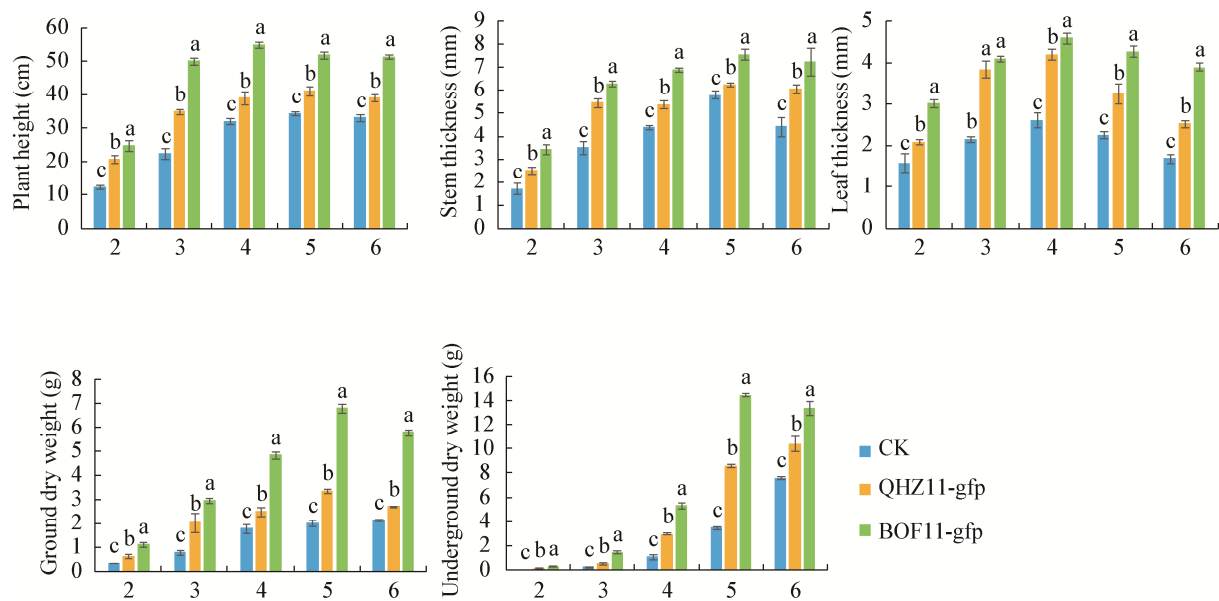 Plant height (cm)
60
50
40
30
20
10
0
c b a
c b a
c b a
c b a
c b a
2 3 4 5 6
Stem thickness (mm)
9
8
7
6
5
4
3
2
1
0
c b a
c b a
c b a
c b a
c b a
2 3 4 5 6
Leaf thickness (mm)
5
4
3
2
1
0
c b a
b a a
c b a
c b a
c b a
2 3 4 5 6
Ground dry weight (g)
8
7
6
5
4
3
2
1
0
c b a
c b a
c b a
c b a
c b a
2 3 4 5 6
Underground dry weight (g)
16
14
12
10
8
6
4
2
0
c b a
c b a
c b a
c b a
c b a
2 3 4 5 6
CK
QHZ11-gfp
BOF11-gfp